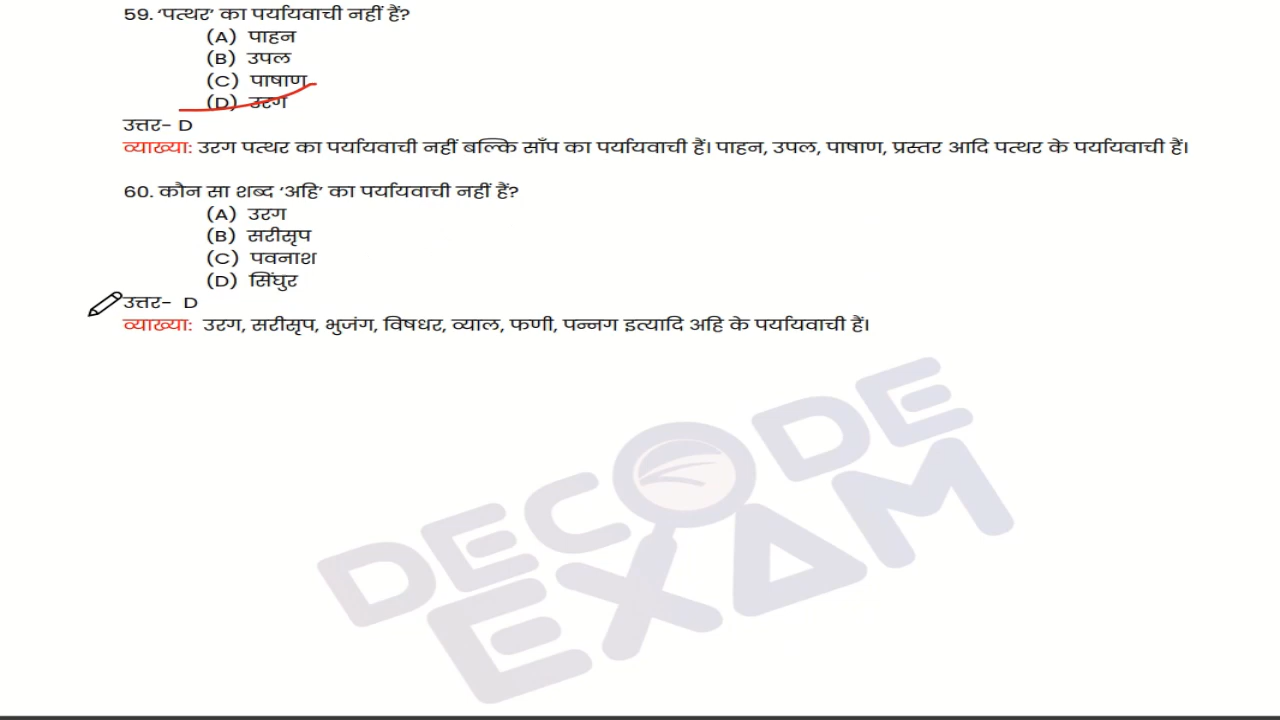 59. ‘पत्थर’ का पर्यायवाची नहीं हैं?
(A) पाहन
(B) उपल
(C) पाषाण
(D) उरग
उत्तर- D
व्याख्या: उरग पत्थर का पर्यायवाची नहीं बल्कि साँप का पर्यायवाची हैं। पाहन, उपल, पाषाण, प्रस्तर आदि पत्थर के पर्यायवाची हैं।
60. कौन सा शब्द ‘अहि’ का पर्यायवाची नहीं हैं?
(A) उरग
(B) सरीसृप
(C) पवनाश
(D) सिंघुर
उत्तर- D
व्याख्या: उरग, सरीसृप, भुजंग, विषधर, व्याल, फणी, पन्नग इत्यादि अहि के पर्यायवाची हैं।
DECODE
EXAM